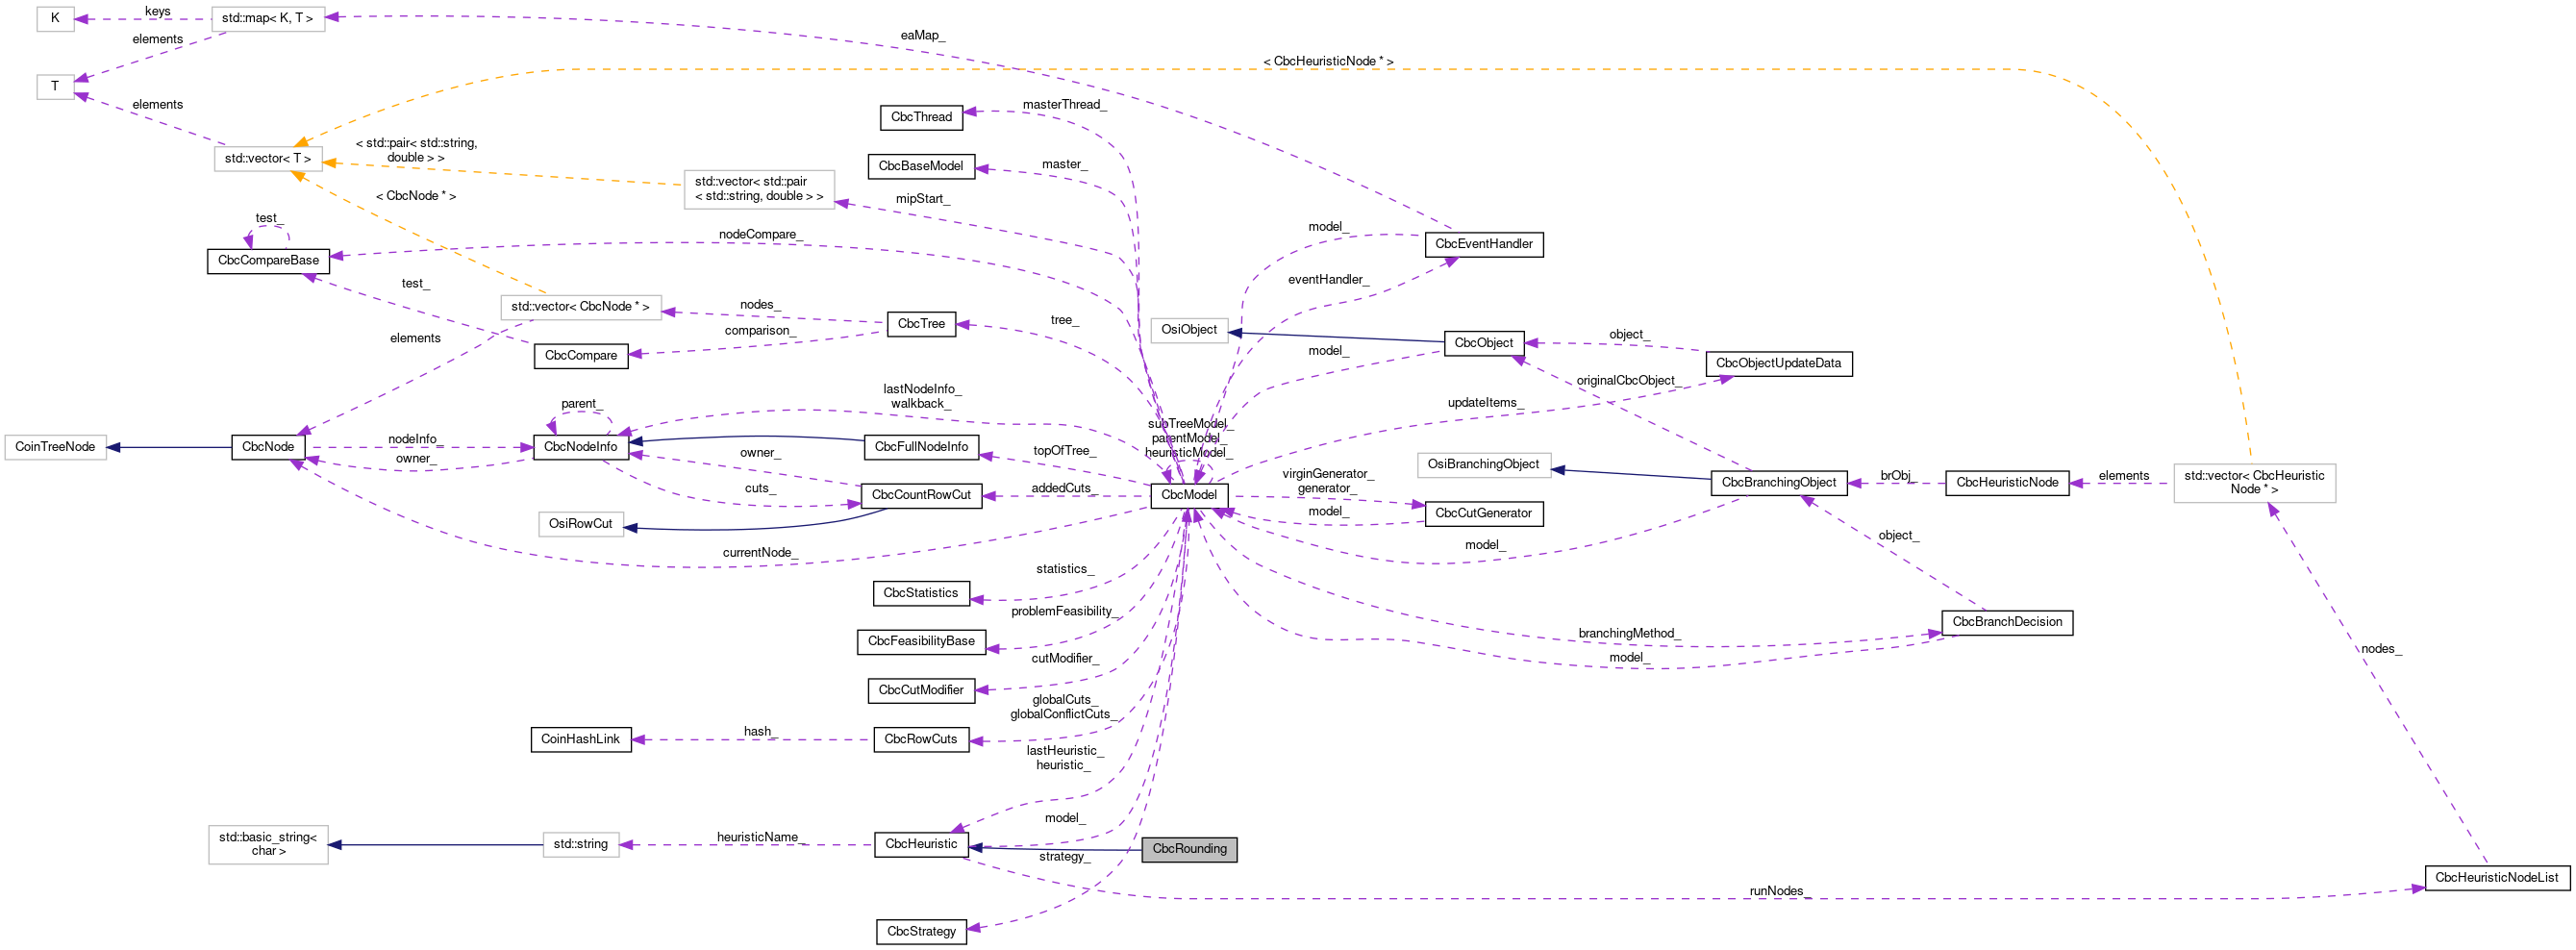 K
keys
std::map< K, T >
elements
eaMap_
T
elements
< CbcHeuristicNode * >
CbcThread
masterThread_
std::vector< T >
< std::pair< std::string,
double > >
CbcBaseModel
master_
std::vector< std::pair
< std::string, double > >
mipStart_
< CbcNode * >
test_
CbcCompareBase
nodeCompare_
model_
CbcEventHandler
eventHandler_
std::vector< CbcNode * >
nodes_
CbcTree
tree_
comparison_
test_
CbcCompare
elements
OsiObject
CbcObject
object_
CbcObjectUpdateData
model_
originalCbcObject_
updateItems_
lastNodeInfo_
walkback_
parent_
CoinTreeNode
CbcNode
nodeInfo_
owner_
CbcNodeInfo
CbcFullNodeInfo
topOfTree_
subTreeModel_
parentModel_
heuristicModel_
owner_
cuts_
CbcCountRowCut
addedCuts_
CbcModel
OsiRowCut
currentNode_
virginGenerator_
generator_
model_
CbcCutGenerator
OsiBranchingObject
CbcBranchingObject
brObj_
CbcHeuristicNode
elements
std::vector< CbcHeuristic
Node * >
model_
object_
CbcStatistics
statistics_
CbcFeasibilityBase
problemFeasibility_
CbcBranchDecision
branchingMethod_
model_
nodes_
CbcCutModifier
cutModifier_
globalCuts_
globalConflictCuts_
CoinHashLink
hash_
CbcRowCuts
lastHeuristic_
heuristic_
std::basic_string<
char >
std::string
heuristicName_
CbcHeuristic
model_
strategy_
CbcRounding
runNodes_
CbcHeuristicNodeList
CbcStrategy